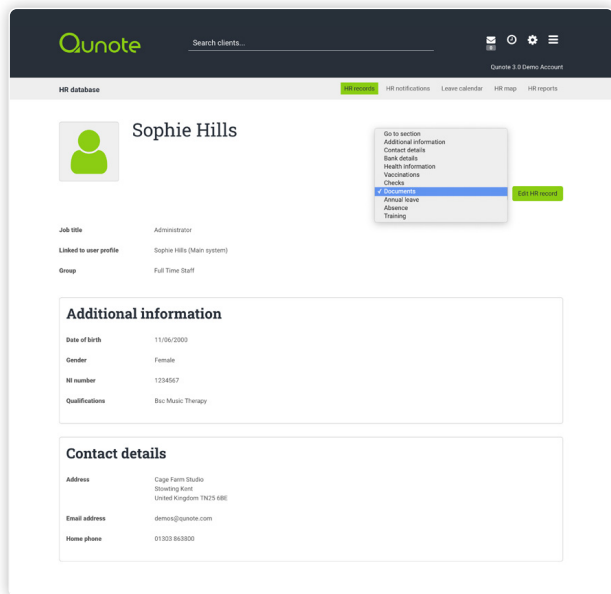 Qunote
Search clients...
0
Qunote 3.0 Demo Account
HR database
HR records HR notifications Leave calendar HR map HR reports
Sophie Hills
Go to section
Additional information
Contact details
Bank details
Health information
Vaccinations
Checks
✓ Documents
Annual leave
Absence
Training
Edit HR record
Job title Administrator
Linked to user profile Sophie Hills (Main system)
Group Full Time Staff
Additional information
Date of birth 11/06/2000
Gender Female
NI number 1234567
Qualifications Bsc Music Therapy
Contact details
Address Cage Farm Studio
Stowting Kent
United Kingdom TN25 6BE
Email address demos@qunote.com
Home phone 01303 863800